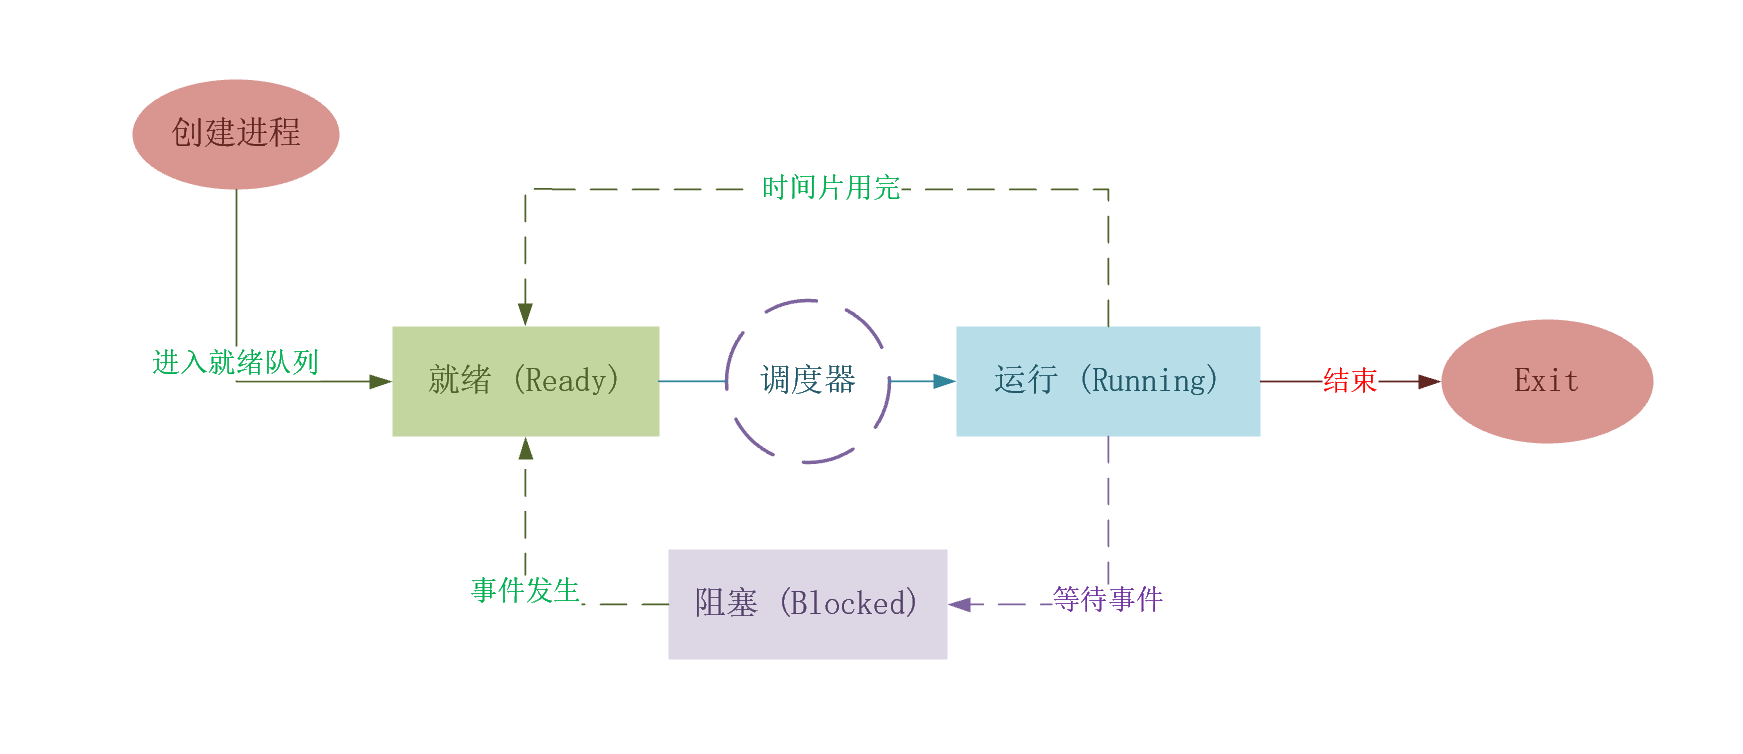 创建进程
时间片用完
进入就绪队列
就绪 (Ready)
调度器
运行 (Running)
结束
Exit
事件发生
阻塞 (Blocked)
等待事件